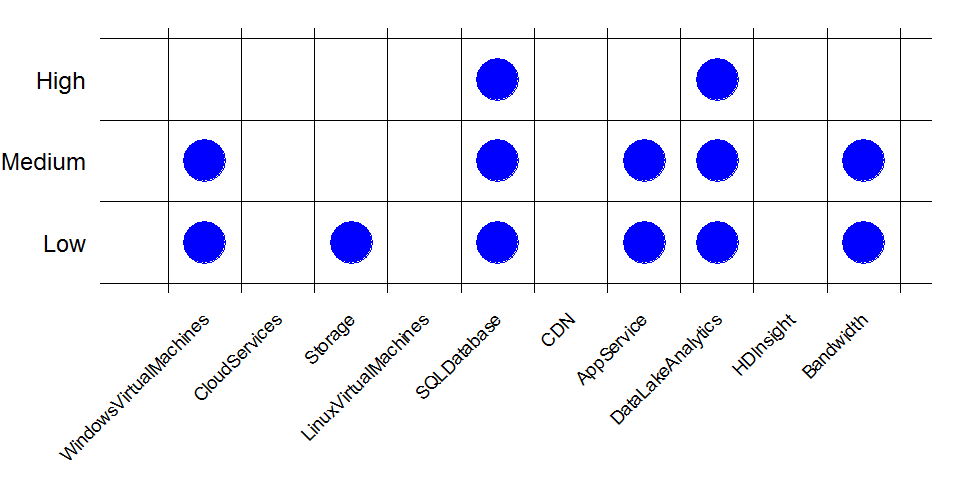 High
Medium
Low
WindowsVirtualMachines
CloudServices
Storage
LinuxVirtualMachines
SQLDatabase
CDN
AppService
DataLakeAnalytics
HDInsight
Bandwidth